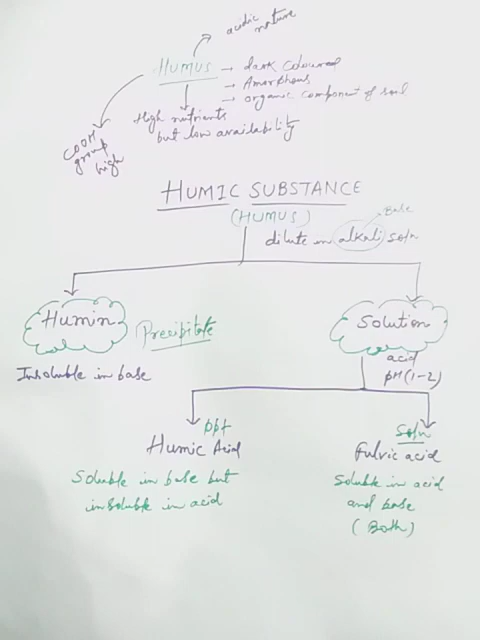 acidic
nature
HUMUS → dark coloured
→ Amorphous
→ organic component of soil
High nutrients
but low availability
COOH
group
high
HUMIC SUBSTANCE
(HUMUS)
Base
dilute in alkali soln
Humin
Precipitate
Insoluble in base
Solution
acid
pH (1-2)
ppt
Humic Acid
Soluble in base but
insoluble in acid
Soln
Fulvic acid
Soluble in acid
and base
(Both)